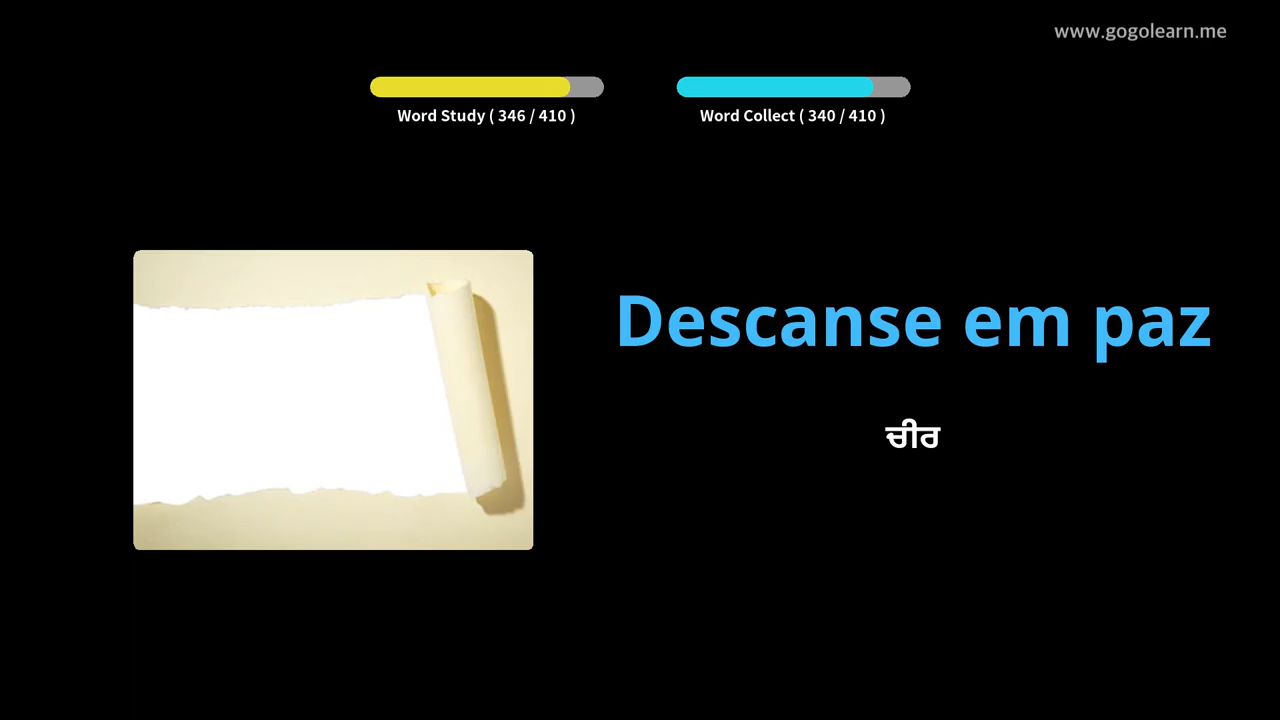 www.gogolearn.me
Word Study ( 346 / 410 )
Word Collect ( 340 / 410 )
Descanse em paz
ਚੀਰ